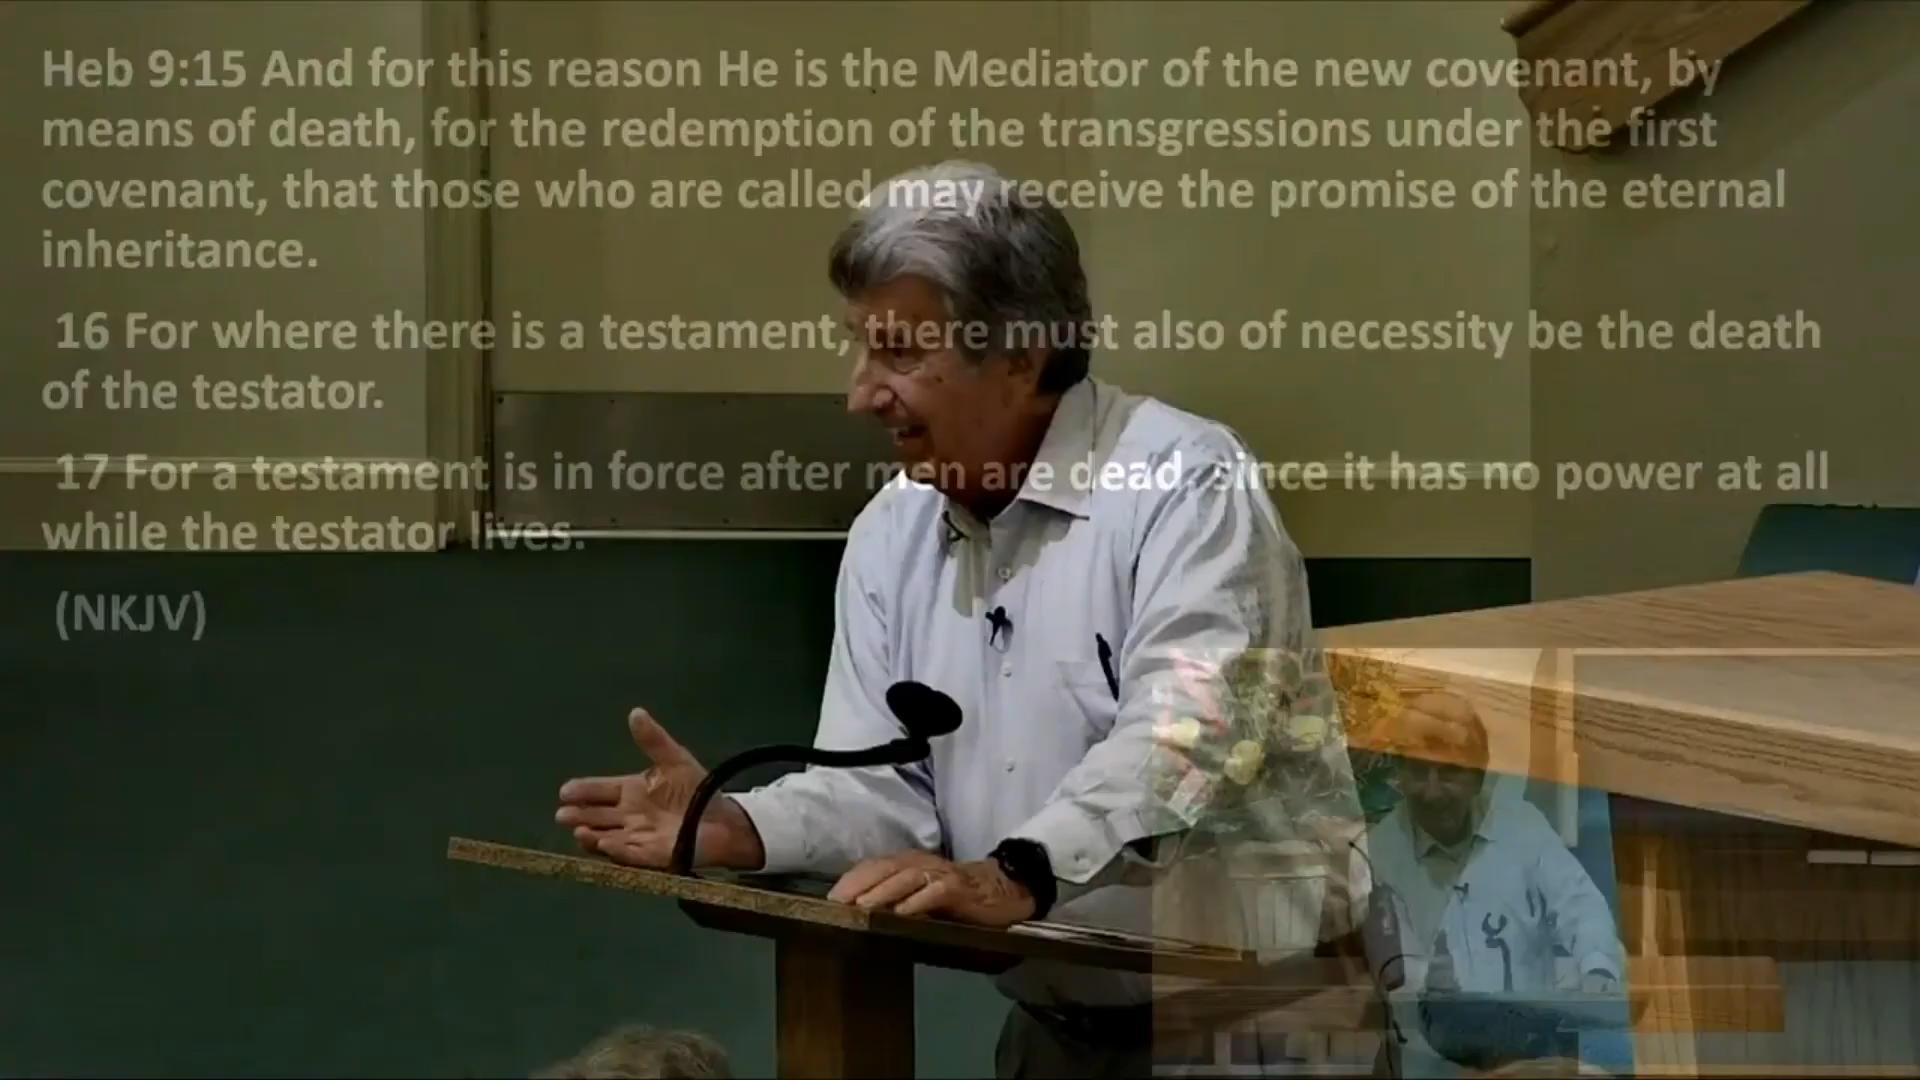 Heb 9:15 And for this reason He is the Mediator of the new covenant, by
means of death, for the redemption of the transgressions under the first
covenant, that those who are called may receive the promise of the eternal
inheritance.
16 For where there is a testament, there must also of necessity be the death
of the testator.
17 For a testament is in force after men are dead, since it has no power at all
while the testator lives.
(NKJV)